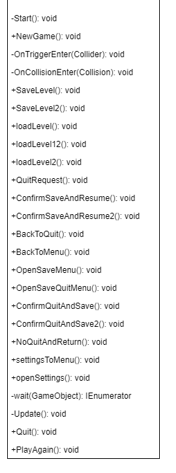 -Start(): void
+NewGame(): void
-OnTriggerEnter(Collider): void
-OnCollisionEnter(Collision): void
+SaveLevel(): void
+SaveLevel2(): void
+loadLevel(): void
+loadLevel12(): void
+loadLevel2(): void
+QuitRequest(): void
+ConfirmSaveAndResume(): void
+ConfirmSaveAndResume2(): void
+BackToQuit(): void
+BackToMenu(): void
+OpenSaveMenu(): void
+OpenSaveQuitMenu(): void
+ConfirmQuitAndSave(): void
+ConfirmQuitAndSave2(): void
+NoQuitAndReturn(): void
+settingsToMenu(): void
+openSettings(): void
-wait(GameObject): IEnumerator
-Update(): void
+Quit(): void
+PlayAgain(): void